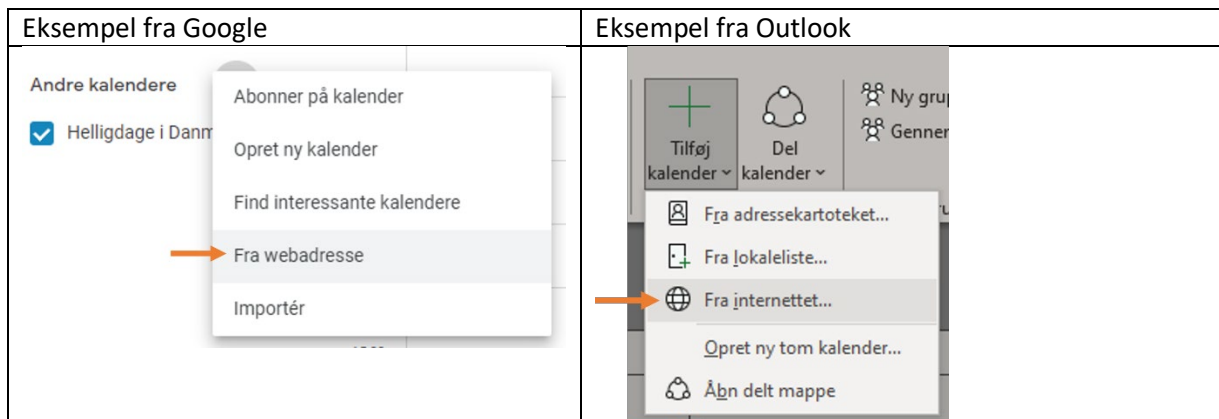 Eksempel fra Google
Eksempel fra Outlook
Andre kalendere
Helligdage i Danm
Abonner på kalender
Opret ny kalender
Find interessante kalendere
Fra webadresse
Importér
Tilføj
kalender
Del
kalender
Ny gru
Genner
Fra adressekartoteket...
Fra lokaleliste...
Fra internettet...
Opret ny tom kalender...
Åbn delt mappe